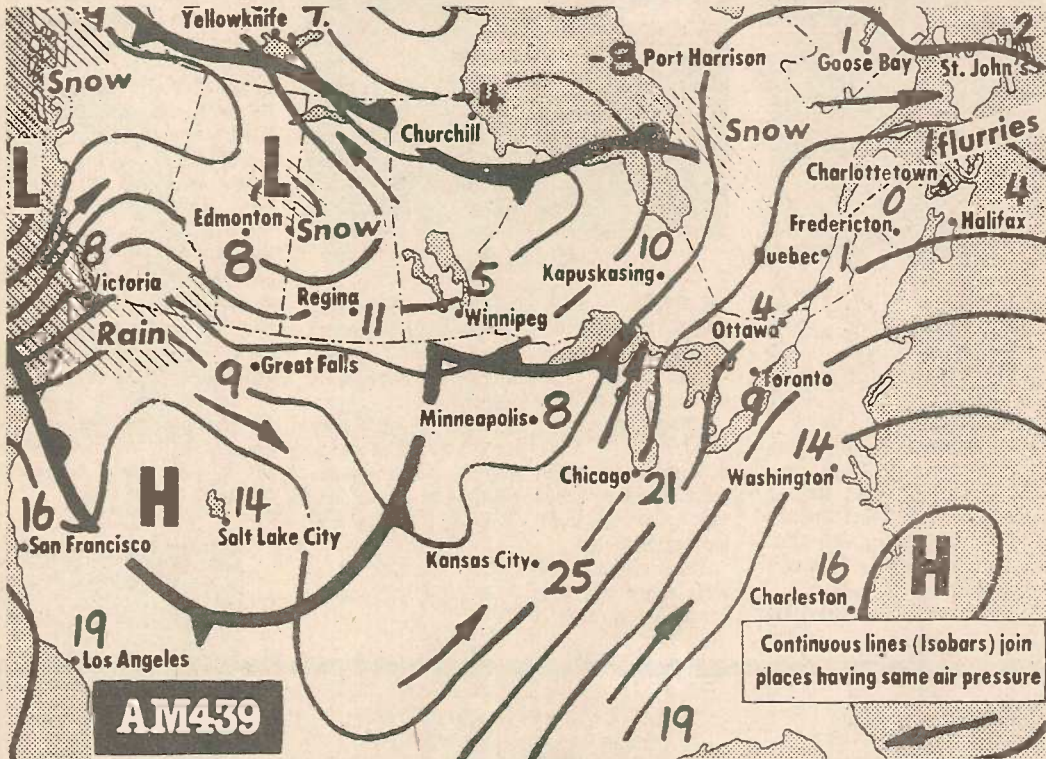 Yellowknife 7.
Snow
-8 Port Harrison
1
Goose Bay
-2
St. John's
-4
Churchill
Snow
flurries
L
L
Charlottetown
0
4
Edmonton
8
Snow
Fredericton
Halifax
8
Victoria
10
Kapuskasing
Quebec
1
5
Winnipeg
Regina
11
4
Ottawa
Rain
Great Falls
9
Toronto
9
Minneapolis 8
14
Washington
Chicago 21
H
16
San Francisco
14
Salt Lake City
Kansas City 25
16
Charleston
H
19
Los Angeles
Continuous lines (Isobars) join
places having same air pressure
AM439
19